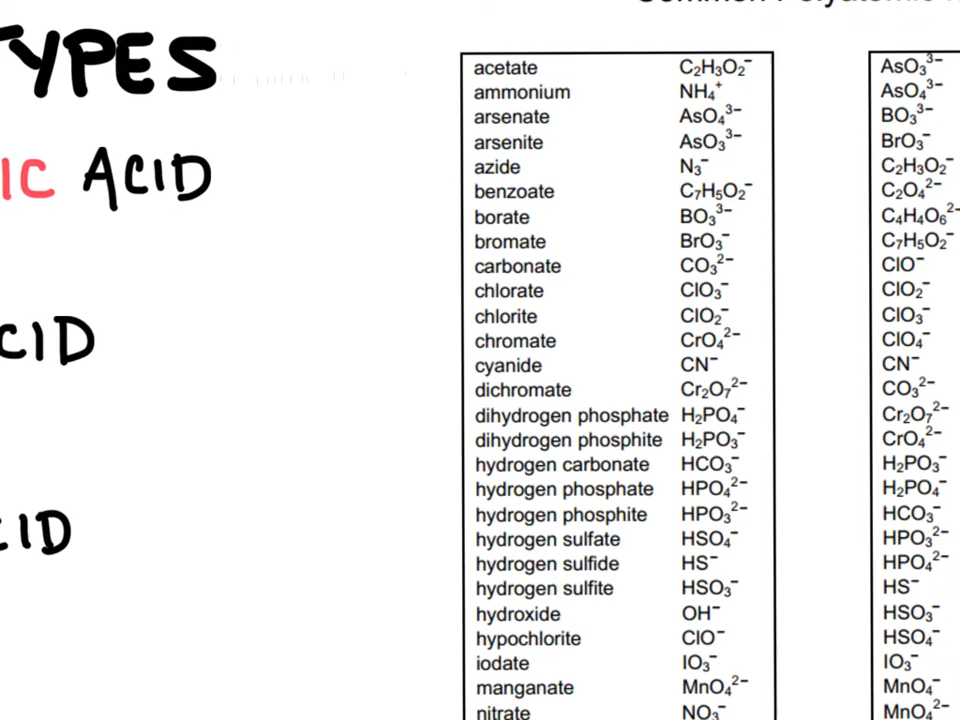 TYPES
IC ACID
CID
CID
acetate C₂H₃O₂⁻
ammonium NH₄⁺
arsenate AsO₄³⁻
arsenite AsO₃³⁻
azide N₃⁻
benzoate C₇H₅O₂⁻
borate BO₃³⁻
bromate BrO₃⁻
carbonate CO₃²⁻
chlorate ClO₃⁻
chlorite ClO₂⁻
chromate CrO₄²⁻
cyanide CN⁻
dichromate Cr₂O₇²⁻
dihydrogen phosphate H₂PO₄⁻
dihydrogen phosphite H₂PO₃⁻
hydrogen carbonate HCO₃⁻
hydrogen phosphate HPO₄²⁻
hydrogen phosphite HPO₃²⁻
hydrogen sulfate HSO₄⁻
hydrogen sulfide HS⁻
hydrogen sulfite HSO₃⁻
hydroxide OH⁻
hypochlorite ClO⁻
iodate IO₃⁻
manganate MnO₄²⁻
nitrate NO₃⁻
AsO₃³⁻
AsO₄³⁻
BO₃³⁻
BrO₃⁻
C₂H₃O₂⁻
C₂O₄²⁻
C₄H₄O₆²⁻
C₇H₅O₂⁻
ClO⁻
ClO₂⁻
ClO₃⁻
ClO₄⁻
CN⁻
CO₃²⁻
Cr₂O₇²⁻
CrO₄²⁻
H₂PO₃⁻
H₂PO₄⁻
HCO₃⁻
HPO₃²⁻
HPO₄²⁻
HS⁻
HSO₃⁻
HSO₄⁻
IO₃⁻
MnO₄⁻
MnO₄²⁻